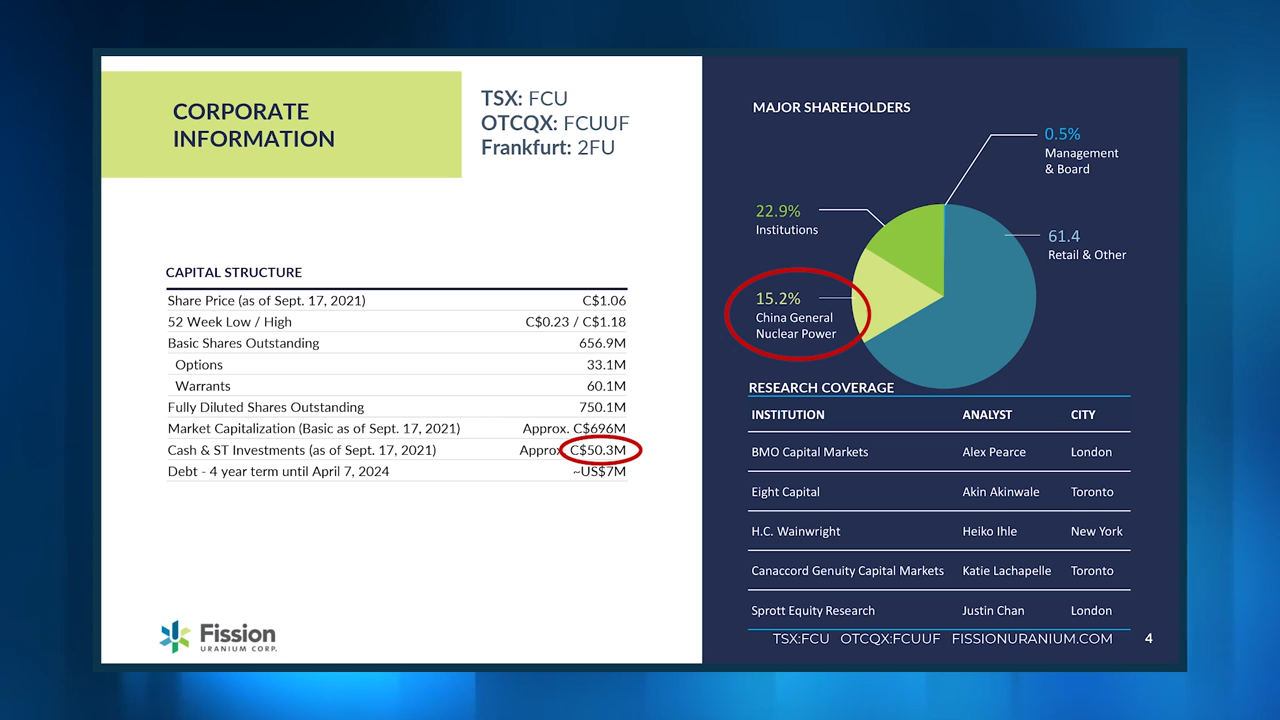 CORPORATE
INFORMATION
TSX: FCU
OTCQX: FCUUF
Frankfurt: 2FU
CAPITAL STRUCTURE
Share Price (as of Sept. 17, 2021) C$1.06
52 Week Low / High C$0.23 / C$1.18
Basic Shares Outstanding 656.9M
Options 33.1M
Warrants 60.1M
Fully Diluted Shares Outstanding 750.1M
Market Capitalization (Basic as of Sept. 17, 2021) Approx. C$696M
Cash & ST Investments (as of Sept. 17, 2021) Approx C$50.3M
Debt - 4 year term until April 7, 2024 ~US$7M
Fission
URANIUM CORP.
MAJOR SHAREHOLDERS
0.5%
Management
& Board
22.9%
Institutions
61.4
Retail & Other
15.2%
China General
Nuclear Power
RESEARCH COVERAGE
INSTITUTION ANALYST CITY
BMO Capital Markets Alex Pearce London
Eight Capital Akin Akinwale Toronto
H.C. Wainwright Heiko Ihle New York
Canaccord Genuity Capital Markets Katie Lachapelle Toronto
Sprott Equity Research Justin Chan London
TSX:FCU OTCQX:FCUUF FISSIONURANIUM.COM 4